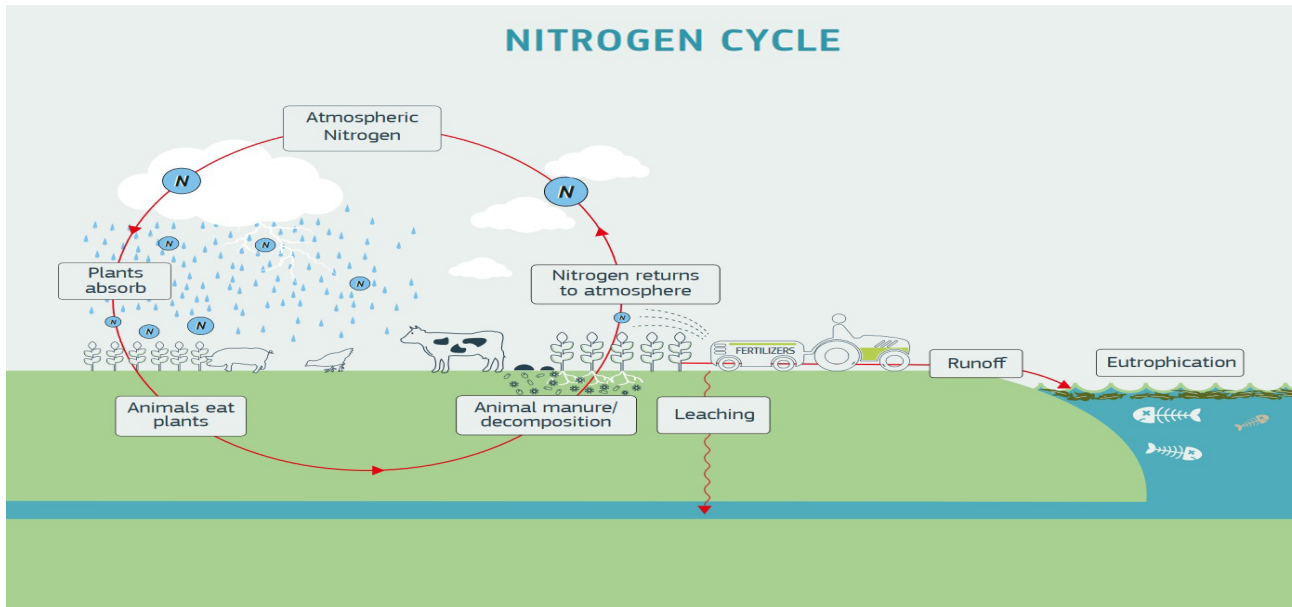 NITROGEN CYCLE
Atmospheric
Nitrogen
N
N
N
N
N
Plants
absorb
Nitrogen returns
to atmosphere
N
N
N
N
FERTILIZERS
Runoff
Eutrophication
Animals eat
plants
Animal manure/
decomposition
Leaching